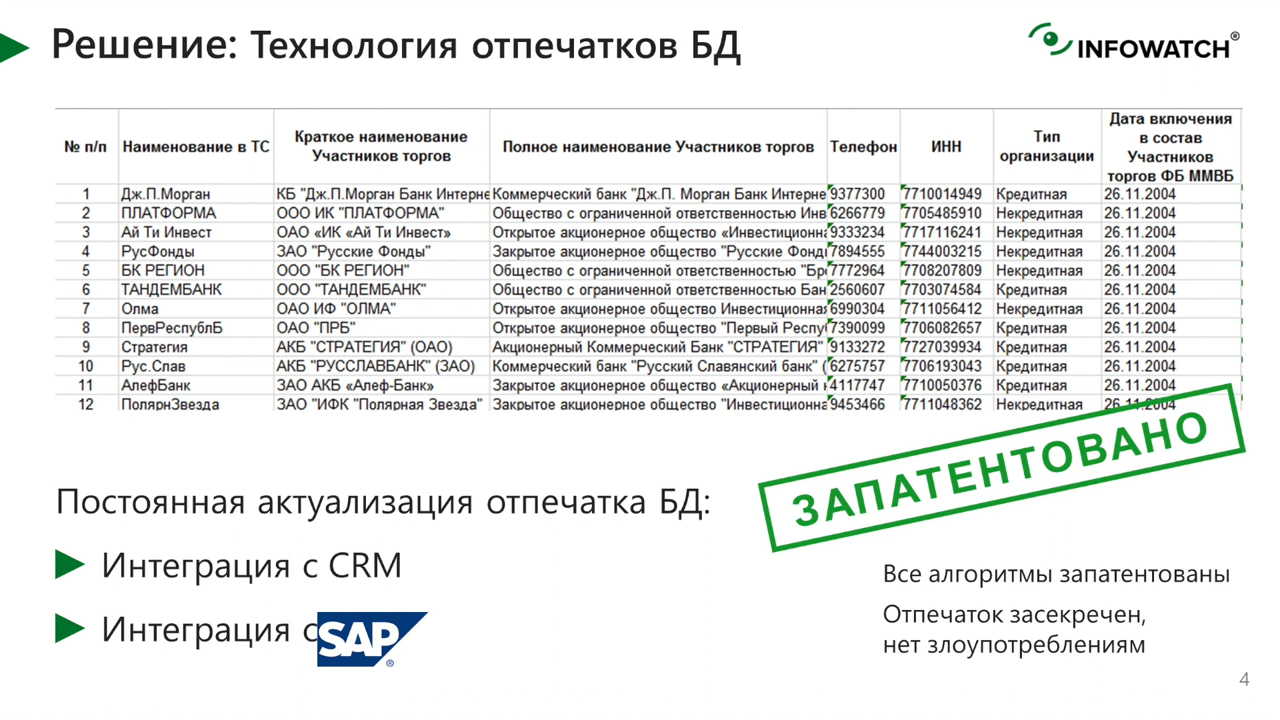 Решение: Технология отпечатков БД
INFOWATCH®
№ п/п Наименование в ТС Краткое наименование Участников торгов Полное наименование Участников торгов Телефон ИНН Тип организации Дата включения в состав Участников торгов ФБ ММВБ
1 Дж.П.Морган КБ "Дж.П.Морган Банк Интерне Коммерческий банк "Дж.П. Морган Банк Интерне 9377300 7710014949 Кредитная 26.11.2004
2 ПЛАТФОРМА ООО ИК "ПЛАТФОРМА" Общество с ограниченной ответственностью Инв 6266779 7705485910 Некредитная 26.11.2004
3 Ай Ти Инвест ОАО «ИК «Ай Ти Инвест» Открытое акционерное общество «Инвестиционна 9333234 7717116241 Некредитная 26.11.2004
4 РусФонды ЗАО "Русские Фонды" Закрытое акционерное общество "Русские Фонд 7894555 7744003215 Некредитная 26.11.2004
5 БК РЕГИОН ООО "БК РЕГИОН" Общество с ограниченной ответственностью "Бр 7772964 7708207809 Некредитная 26.11.2004
6 ТАНДЕМБАНК ООО "ТАНДЕМБАНК" Общество с ограниченной ответственностью Бан 2560607 7703074584 Кредитная 26.11.2004
7 Олма ОАО ИФ "ОЛМА" Открытое акционерное общество Инвестиционная 6990304 7711056412 Некредитная 26.11.2004
8 ПервРеспублБ ОАО "ПРБ" Открытое акционерное общество "Первый Респу 7390099 7706082657 Кредитная 26.11.2004
9 Стратегия АКБ "СТРАТЕГИЯ" (ОАО) Акционерный Коммерческий Банк "СТРАТЕГИЯ" 9133272 7727039934 Кредитная 26.11.2004
10 Рус.Слав АКБ "РУССЛАВБАНК" (ЗАО) Коммерческий банк "Русский Славянский банк" ( 6275757 7706193043 Кредитная 26.11.2004
11 АлефБанк ЗАО АКБ «Алеф-Банк» Закрытое акционерное общество «Акционерный 4117747 7710050376 Кредитная 26.11.2004
12 ПолярнЗвезда ЗАО "ИФК "Полярная Звезда" Закрытое акционерное общество "Инвестиционна 9453466 7711048362 Некредитная 26.11.2004
ЗАПАТЕНТОВАНО
Постоянная актуализация отпечатка БД:
Интеграция с CRM
Интеграция с SAP®
Все алгоритмы запатентованы
Отпечаток засекречен,
нет злоупотреблениям
4